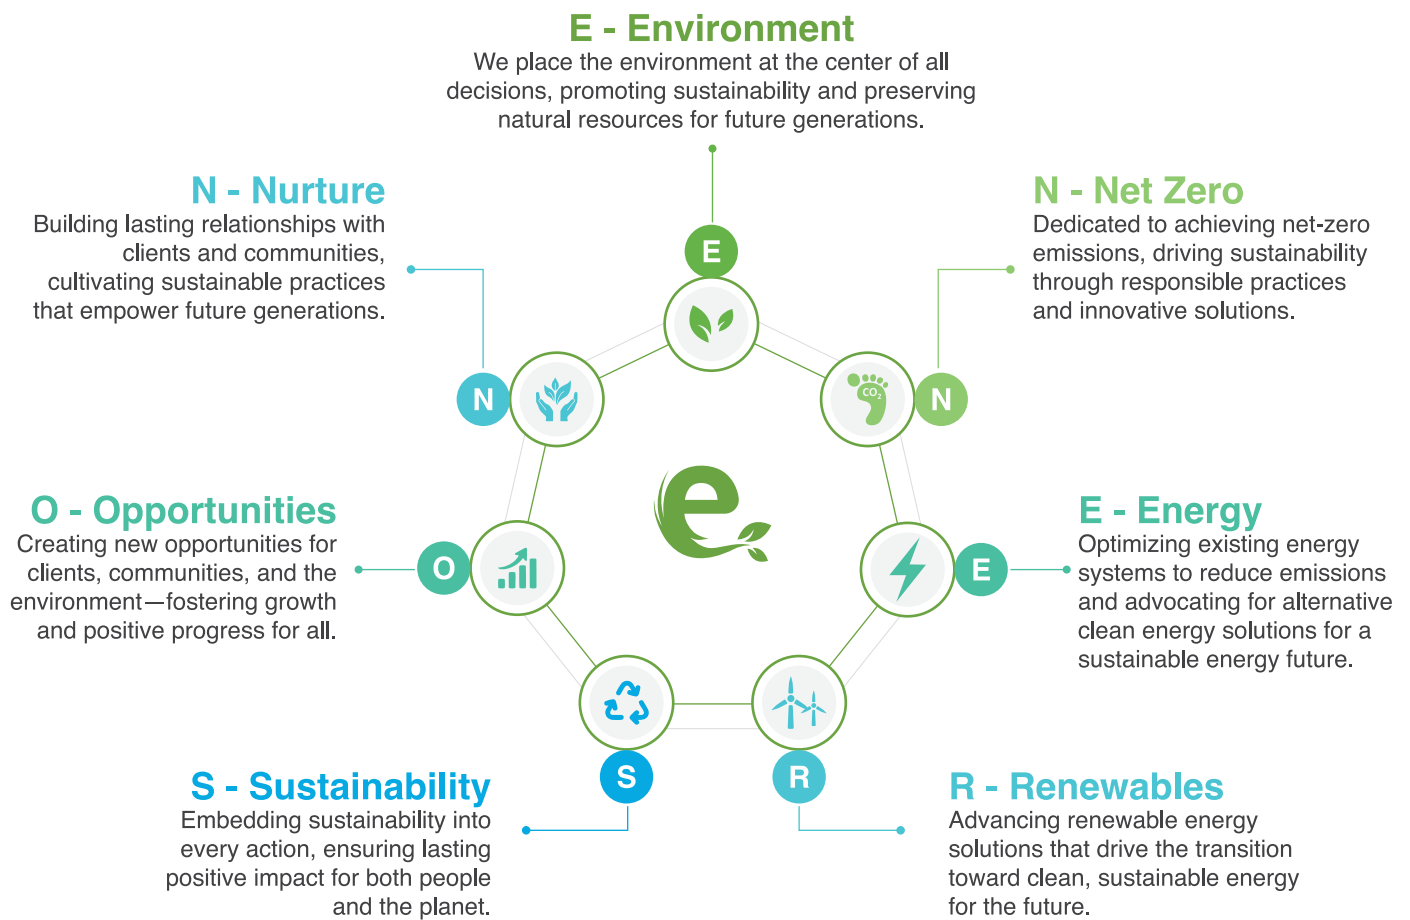 E - Environment
We place the environment at the center of all
decisions, promoting sustainability and preserving
natural resources for future generations.
E
N - Net Zero
Dedicated to achieving net-zero
emissions, driving sustainability
through responsible practices
and innovative solutions.
N
CO₂
E - Energy
Optimizing existing energy
systems to reduce emissions
and advocating for alternative
clean energy solutions for a
sustainable energy future.
E
R - Renewables
Advancing renewable energy
solutions that drive the transition
toward clean, sustainable energy
for the future.
R
S - Sustainability
Embedding sustainability into
every action, ensuring lasting
positive impact for both people
and the planet.
S
O - Opportunities
Creating new opportunities for
clients, communities, and the
environment—fostering growth
and positive progress for all.
O
N - Nurture
Building lasting relationships with
clients and communities,
cultivating sustainable practices
that empower future generations.
N
e